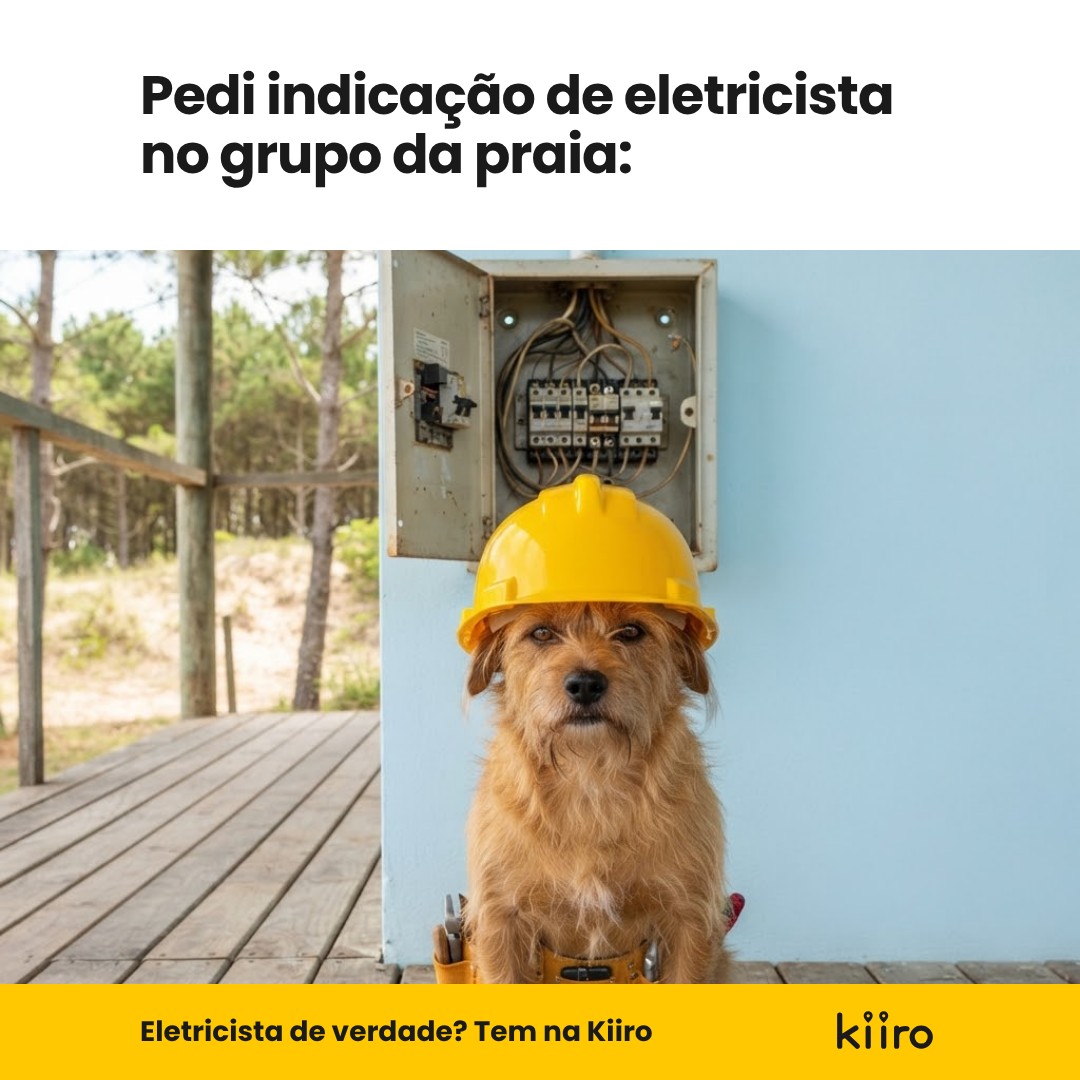 Pedi indicação de eletricista
no grupo da praia:
Eletricista de verdade? Tem na Kiiro
kiiro